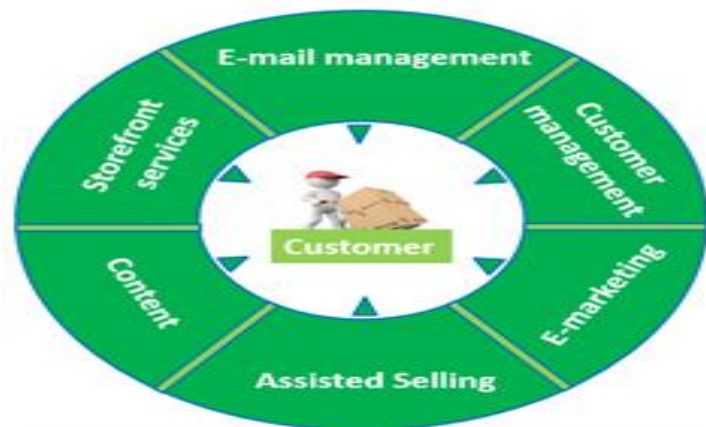 E-mail management
Customer
management
E-marketing
Assisted Selling
Content
Storefront
services
Customer